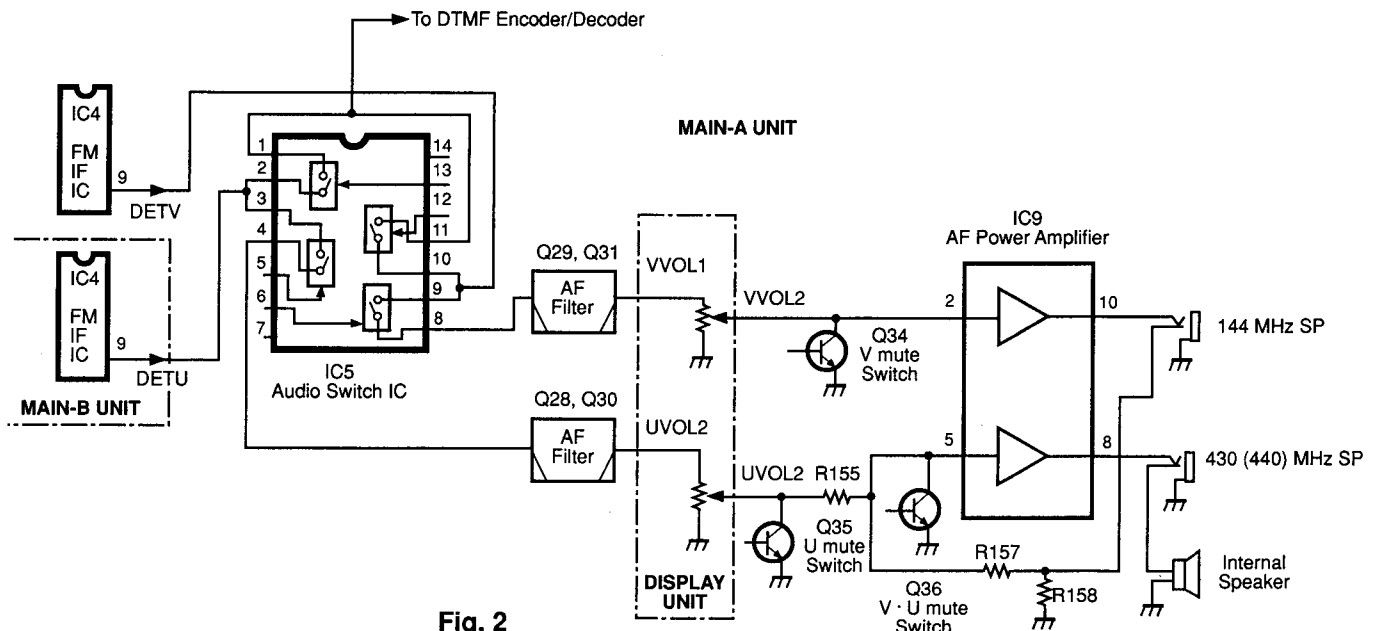 To DTMF Encoder/Decoder
IC4
FM
IF
IC
9
DETV
MAIN-A UNIT
1
2
3
4
5
6
7
14
13
12
11
10
9
8
IC5
Audio Switch IC
IC4
FM
IF
IC
9
DETU
MAIN-B UNIT
Q29, Q31
AF
Filter
VVOL1
VVOL2
Q34
V mute
Switch
IC9
AF Power Amplifier
2
10
144 MHz SP
Q28, Q30
AF
Filter
UVOL2
UVOL2
R155
5
8
430 (440) MHz SP
Q35
U mute
Switch
R157
R158
Q36
V · U mute
Switch
Internal
Speaker
DISPLAY
UNIT
Fig. 2